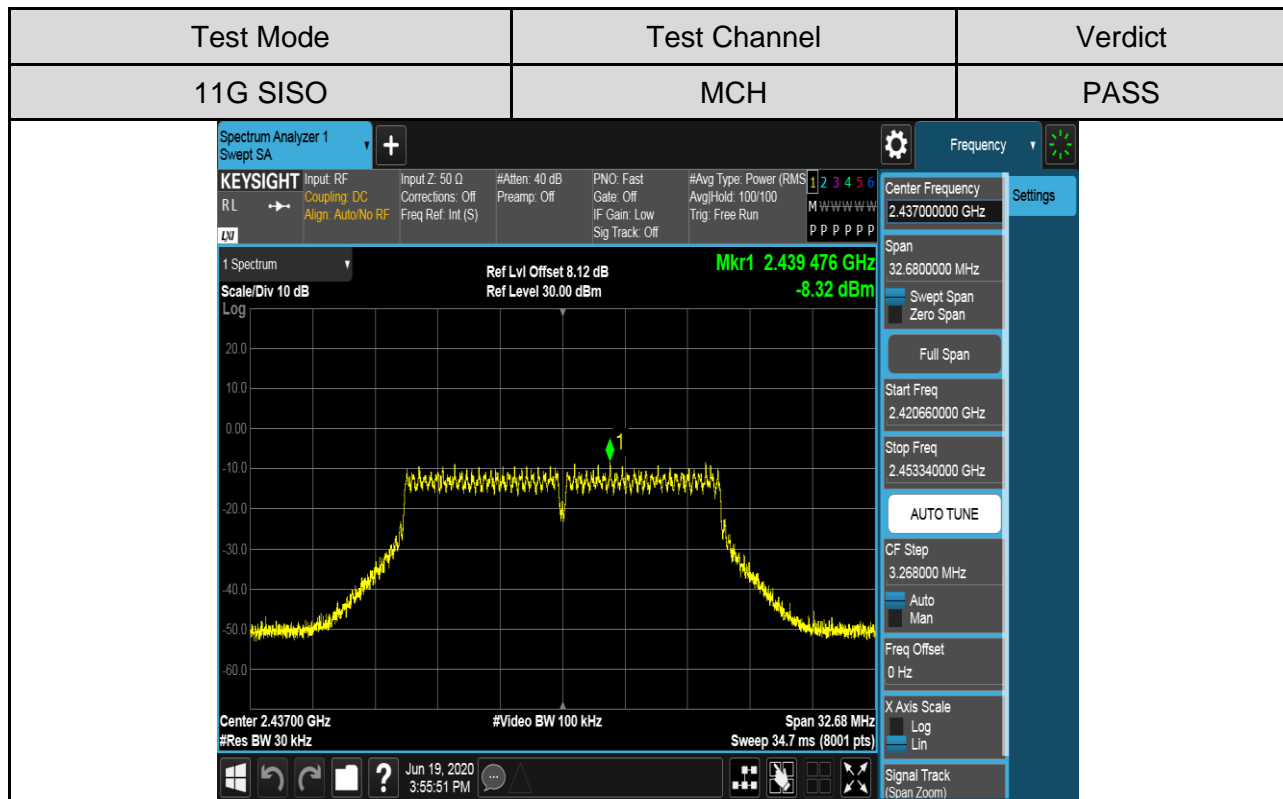 Test Mode Test Channel Verdict
11G SISO MCH PASS
Spectrum Analyzer 1
Swept SA
+
Frequency
KEYSIGHT
R L
LXI
Input: RF
Coupling: DC
Align: Auto/No RF
Input Z: 50 Ω
Corrections: Off
Freq Ref: Int (S)
#Atten: 40 dB
Preamp: Off
PNO: Fast
Gate: Off
IF Gain: Low
Sig Track: Off
#Avg Type: Power (RMS
Avg|Hold: 100/100
Trig: Free Run
1 2 3 4 5 6
M W W W W W
P P P P P P
1 Spectrum
Scale/Div 10 dB
Ref Lvl Offset 8.12 dB
Ref Level 30.00 dBm
Mkr1 2.439 476 GHz
-8.32 dBm
Log
20.0
10.0
0.00
-10.0
-20.0
-30.0
-40.0
-50.0
-60.0
1
Center 2.43700 GHz
#Res BW 30 kHz
#Video BW 100 kHz
Span 32.68 MHz
Sweep 34.7 ms (8001 pts)
Center Frequency
2.437000000 GHz
Settings
Span
32.6800000 MHz
Swept Span
Zero Span
Full Span
Start Freq
2.420660000 GHz
Stop Freq
2.453340000 GHz
AUTO TUNE
CF Step
3.268000 MHz
Auto
Man
Freq Offset
0 Hz
X Axis Scale
Log
Lin
Signal Track
(Span Zoom)
?
Jun 19, 2020
3:55:51 PM